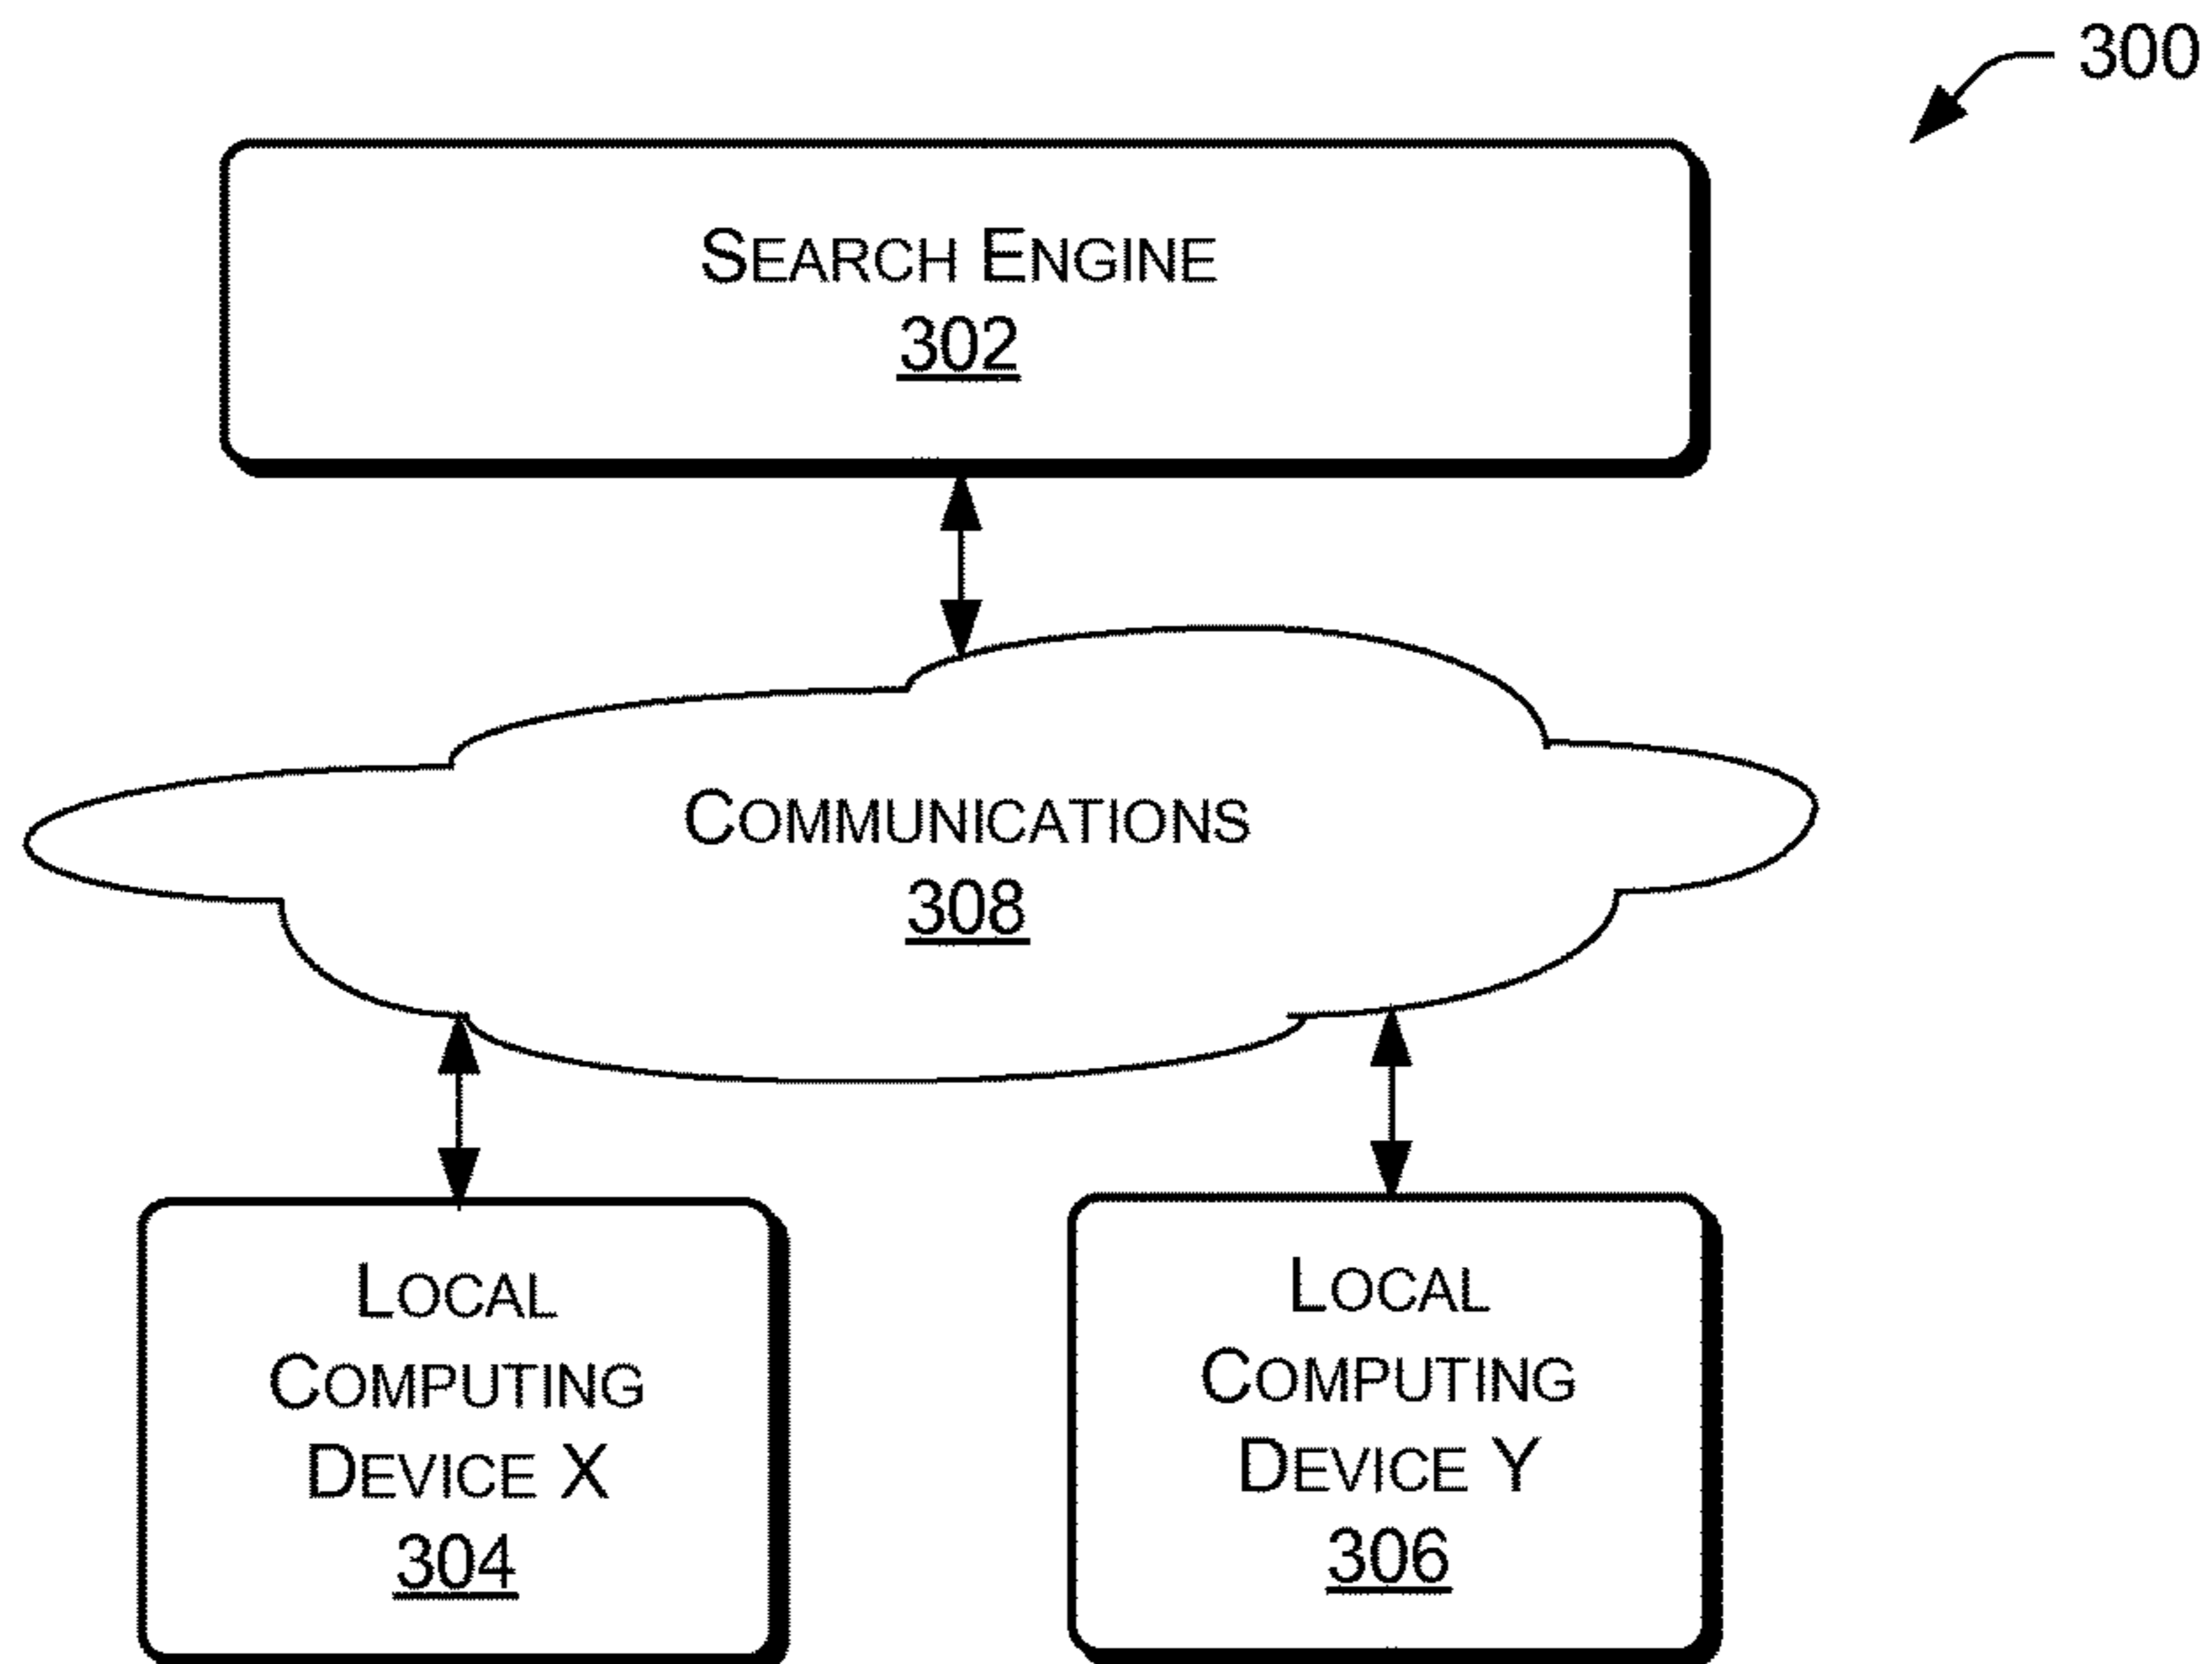 300
SEARCH ENGINE
302
COMMUNICATIONS
308
LOCAL
COMPUTING
DEVICE X
304
LOCAL
COMPUTING
DEVICE Y
306